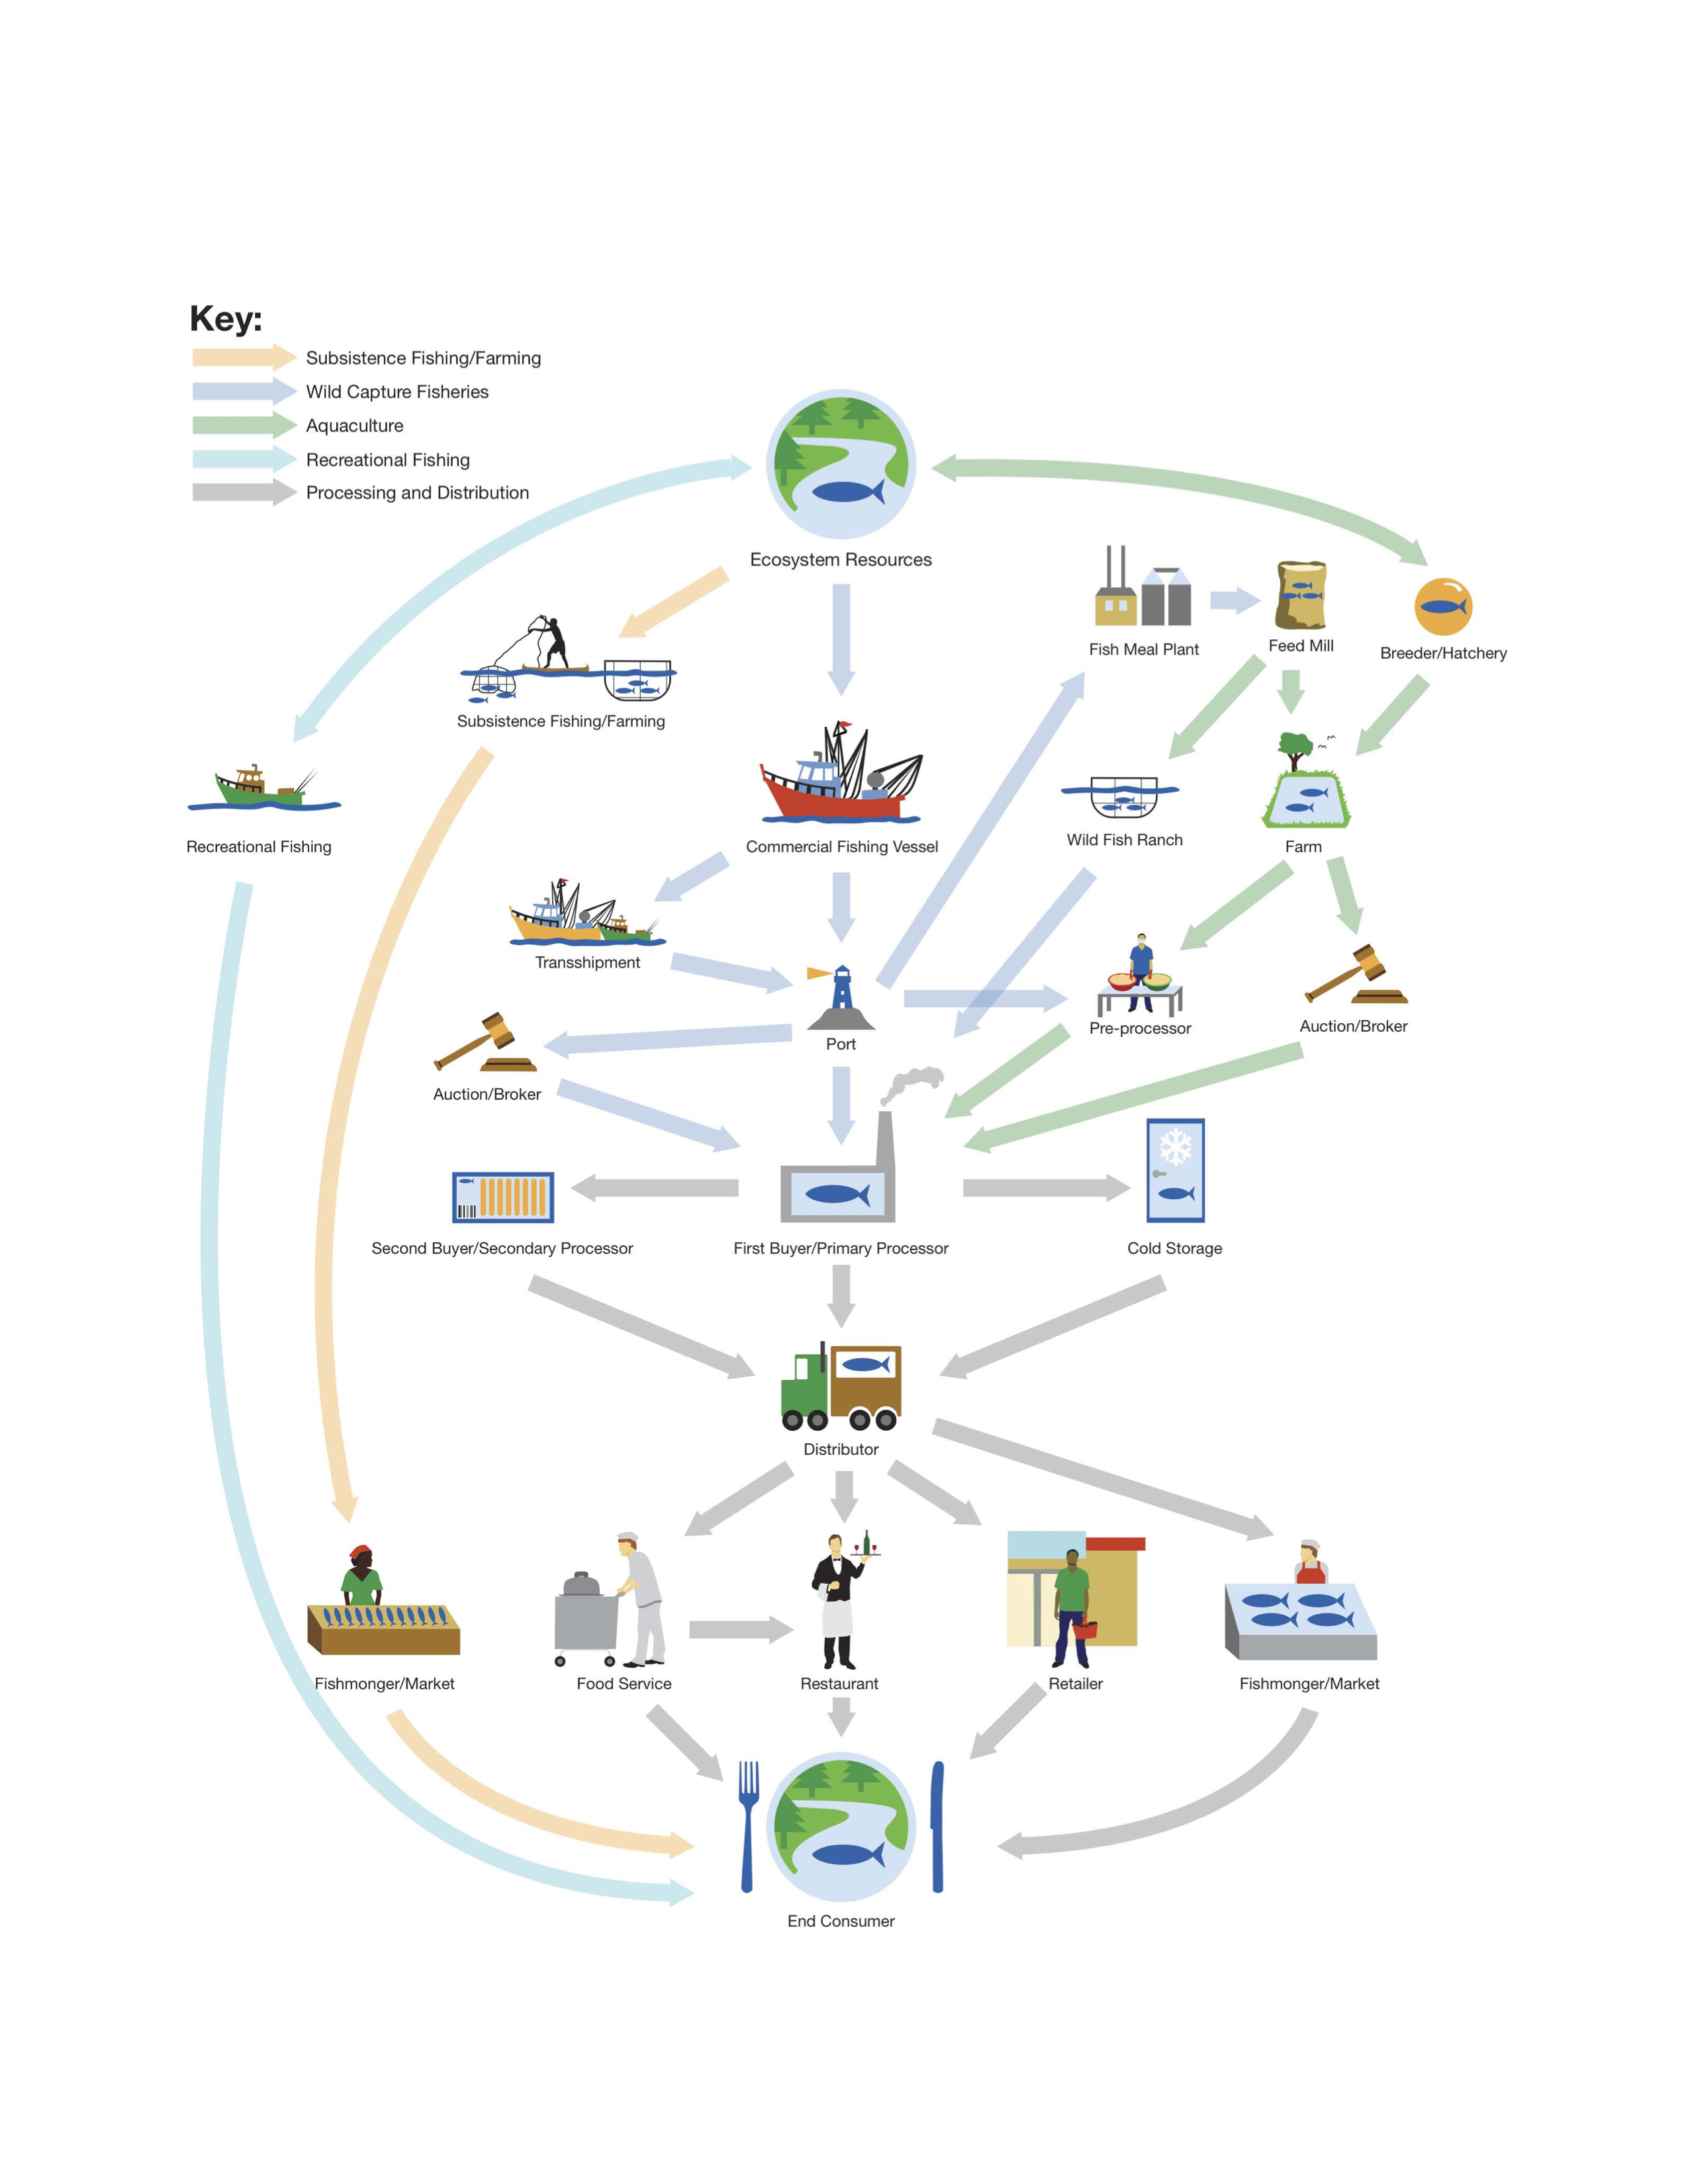 Key:
Subsistence Fishing/Farming
Wild Capture Fisheries
Aquaculture
Recreational Fishing
Processing and Distribution
Ecosystem Resources
Fish Meal Plant
Feed Mill
Breeder/Hatchery
Subsistence Fishing/Farming
Recreational Fishing
Commercial Fishing Vessel
Wild Fish Ranch
Farm
Transshipment
Port
Pre-processor
Auction/Broker
Auction/Broker
Second Buyer/Secondary Processor
First Buyer/Primary Processor
Cold Storage
Distributor
Fishmonger/Market
Food Service
Restaurant
Retailer
Fishmonger/Market
End Consumer